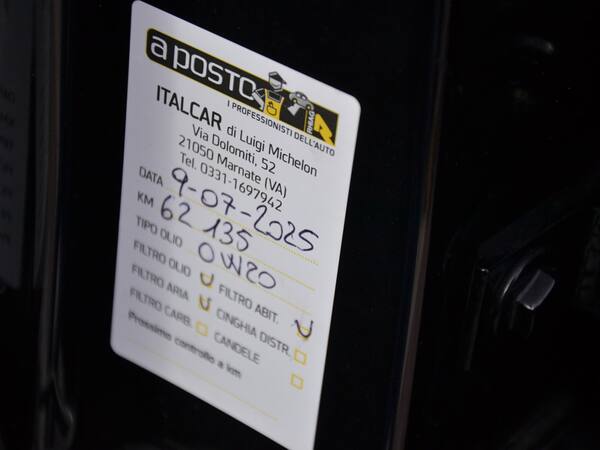 a POSTO
I PROFESSIONISTI DELL'AUTO
ITALCAR di Luigi Michelon
Via Dolomiti, 52
21050 Marnate (VA)
Tel. 0331-1697942
DATA 9-07-2025
KM 62 135
TIPO OLIO 0W20
FILTRO OLIO FILTRO ABIT.
FILTRO ARIA CINGHIA DISTR.
FILTRO CARB. CANDELE
Prossimo controllo a km